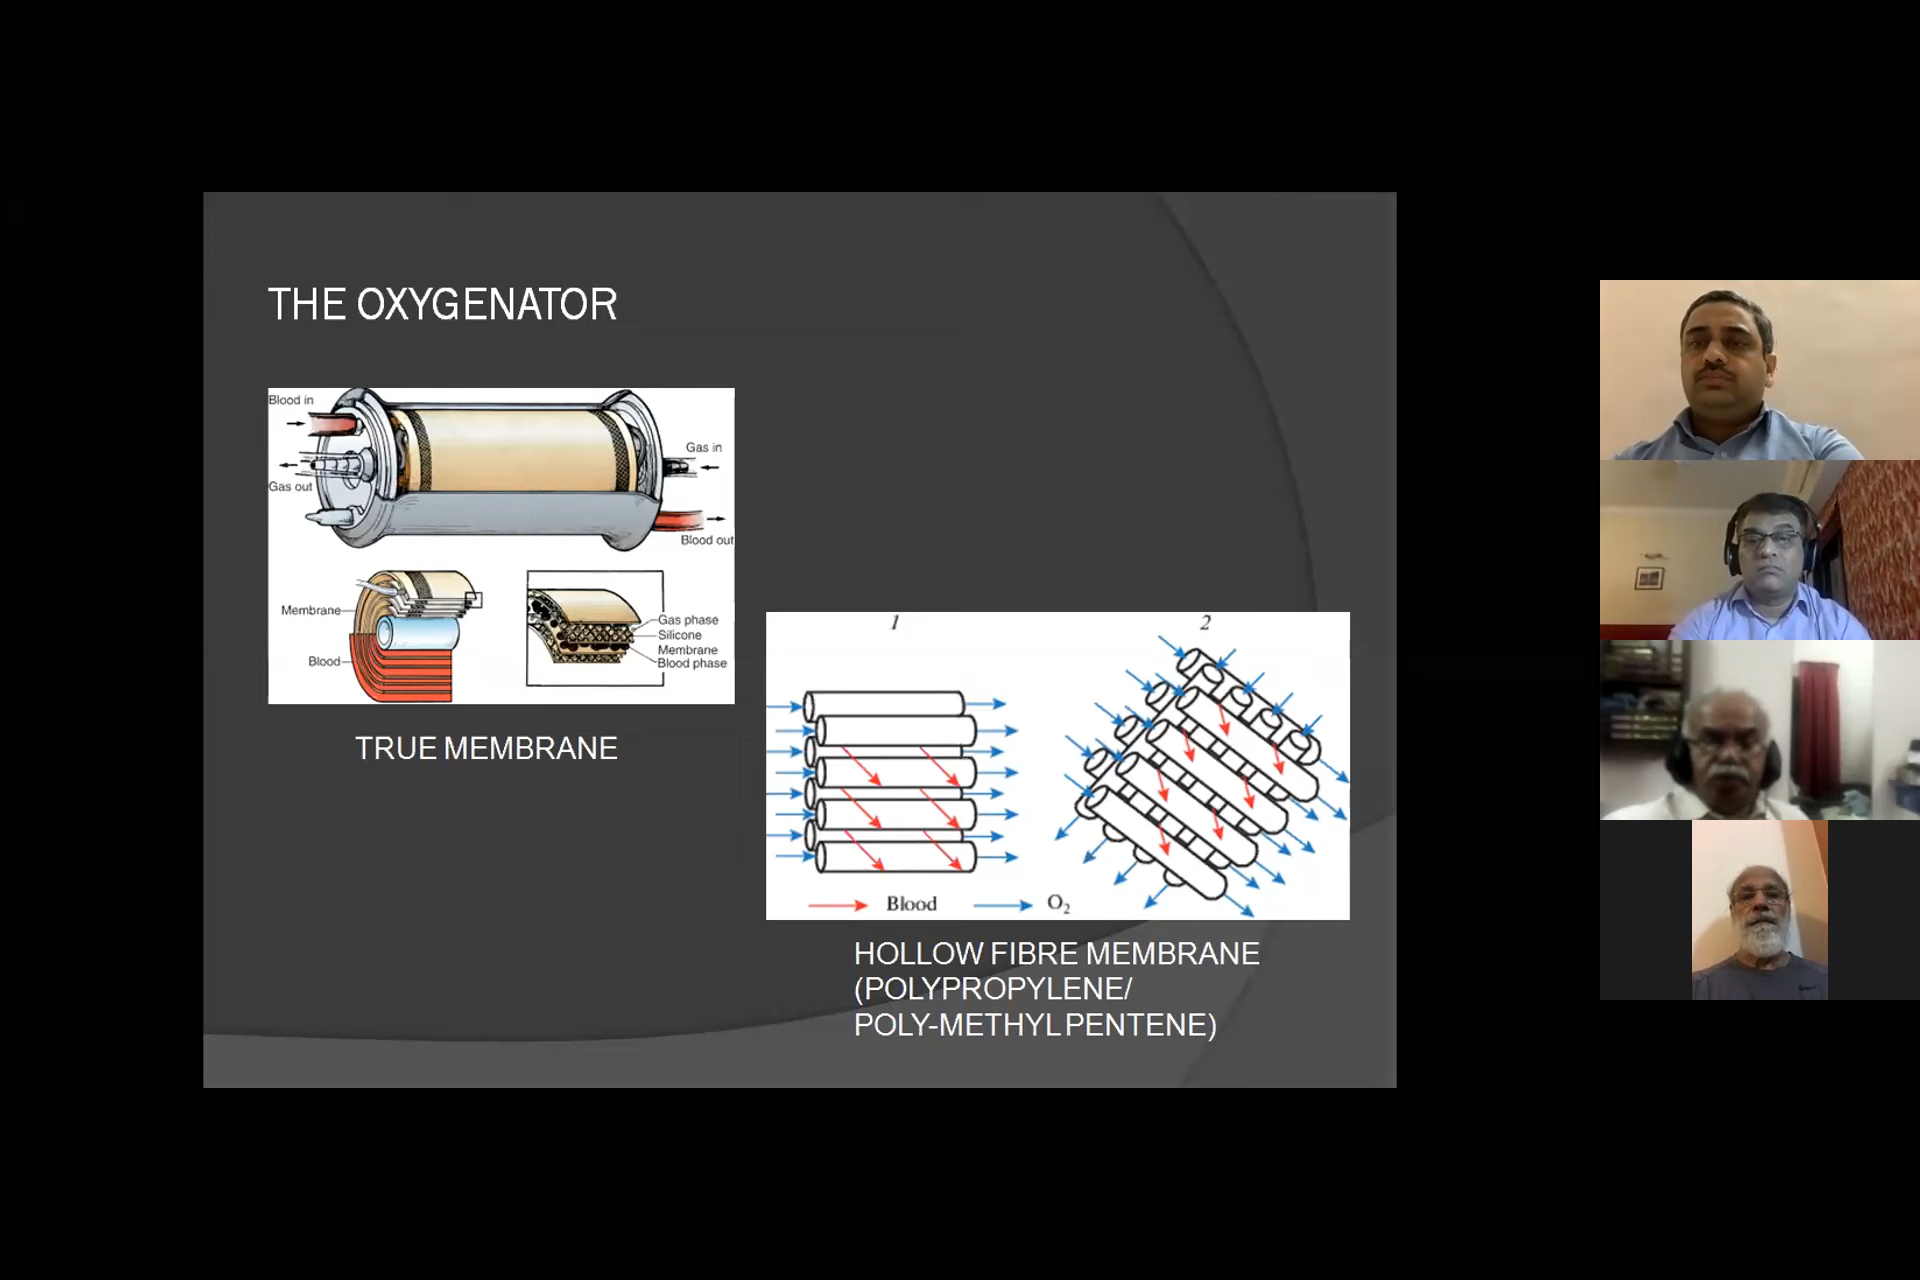 THE OXYGENATOR
Blood in
Gas in
Gas out
Blood out
Membrane
Blood
Gas phase
Silicone
Membrane
Blood phase
TRUE MEMBRANE
1
2
Blood
O₂
HOLLOW FIBRE MEMBRANE
(POLYPROPYLENE/
POLY-METHYL PENTENE)